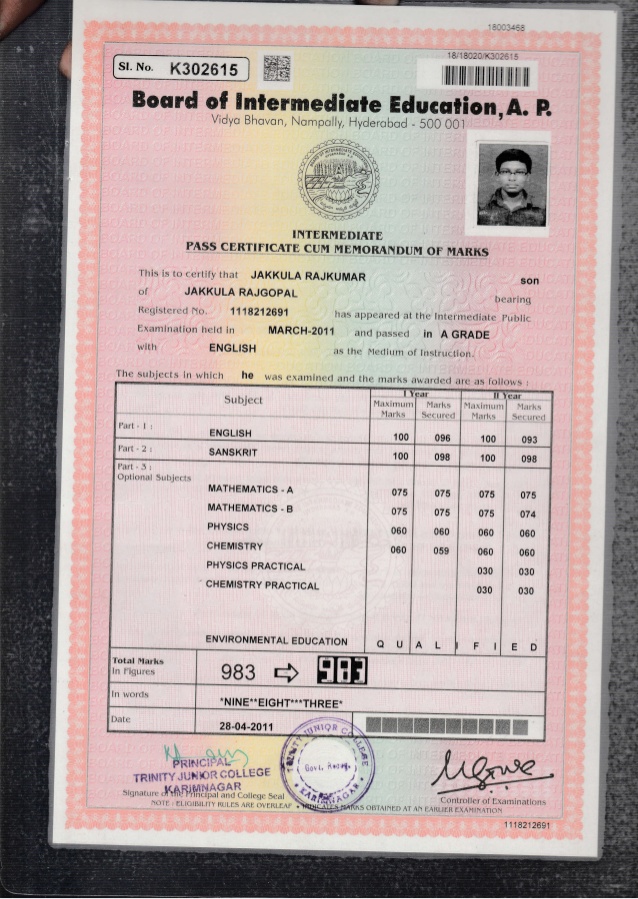 18003468
Sl. No. K302615
18/18020/K302615
Board of Intermediate Education, A. P.
Vidya Bhavan, Nampally, Hyderabad - 500 001
INTERMEDIATE
PASS CERTIFICATE CUM MEMORANDUM OF MARKS
This is to certify that JAKKULA RAJKUMAR son
of JAKKULA RAJGOPAL bearing
Registered No. 1118212691 has appeared at the Intermediate Public
Examination held in MARCH-2011 and passed in A GRADE
with ENGLISH as the Medium of Instruction.
The subjects in which he was examined and the marks awarded are as follows :
Subject I Year II Year
Maximum Marks Marks Secured Maximum Marks Marks Secured
Part - 1 : ENGLISH 100 096 100 093
Part - 2 : SANSKRIT 100 098 100 098
Part - 3 :
Optional Subjects
MATHEMATICS - A 075 075 075 075
MATHEMATICS - B 075 075 075 074
PHYSICS 060 060 060 060
CHEMISTRY 060 059 060 060
PHYSICS PRACTICAL 030 030
CHEMISTRY PRACTICAL 030 030
ENVIRONMENTAL EDUCATION Q U A L I F I E D
Total Marks
In Figures 983 983
In words *NINE**EIGHT***THREE*
Date 28-04-2011
TRINITY JUNIOR COLLEGE
Govt. Recog.
KARIMNAGAR
PRINCIPAL
TRINITY JUNIOR COLLEGE
KARIMNAGAR
Signature of the Principal and College Seal
Controller of Examinations
NOTE : ELIGIBILITY RULES ARE OVERLEAF * INDICATES MARKS OBTAINED AT AN EARLIER EXAMINATION
1118212691